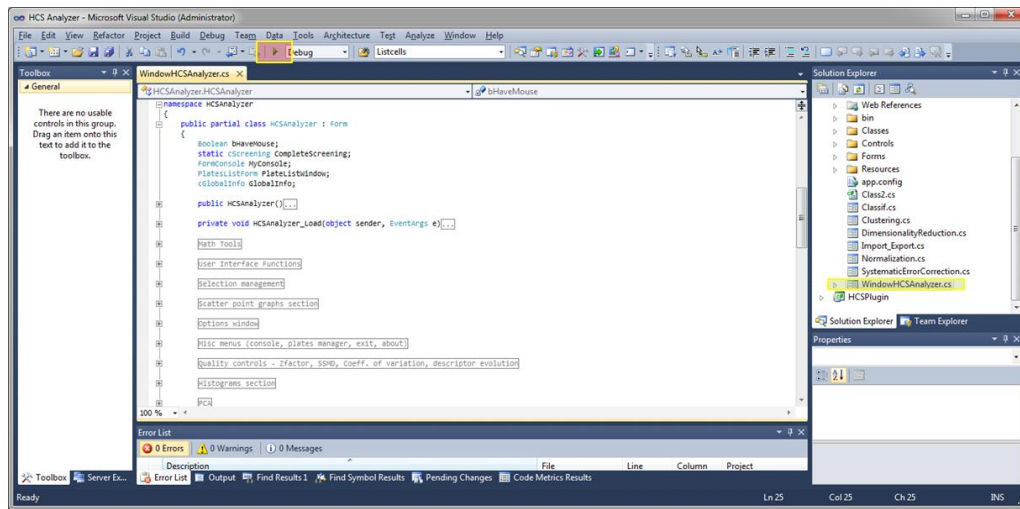 HCS Analyzer - Microsoft Visual Studio (Administrator)
File Edit View Refactor Project Build Debug Team Data Tools Architecture Test Analyze Window Help
Debug
Listcells
Toolbox
General
There are no usable
controls in this group.
Drag an item onto this
text to add it to the
toolbox.
WindowHCSAnalyzer.cs
HCSAnalyzer.HCSAnalyzer
bHaveMouse
namespace HCSAnalyzer
{
public partial class HCSAnalyzer : Form
{
Boolean bHaveMouse;
static cScreening CompleteScreening;
FormConsole MyConsole;
PlatesListForm PlateListWindow;
cGlobalInfo GlobalInfo;
public HCSAnalyzer()...
private void HCSAnalyzer_Load(object sender, EventArgs e)...
Math Tools
User Interface Functions
Selection management
Scatter point graphs section
Options window
Misc menus (console, plates manager, exit, about)
Quality controls - Zfactor, SSMD, Coeff. of variation, descriptor evolution
Histograms section
PCA
100 %
Error List
0 Errors
0 Warnings
0 Messages
Description File Line Column Project
Toolbox Server Ex... Error List Output Find Results 1 Find Symbol Results Pending Changes Code Metrics Results
Solution Explorer
Web References
bin
Classes
Controls
Forms
Resources
app.config
Class2.cs
Classif.cs
Clustering.cs
DimensionalityReduction.cs
Import_Export.cs
Normalization.cs
SystematicErrorCorrection.cs
WindowHCSAnalyzer.cs
HCSPlugin
Solution Explorer Team Explorer
Properties
Ready Ln 25 Col 25 Ch 25 INS